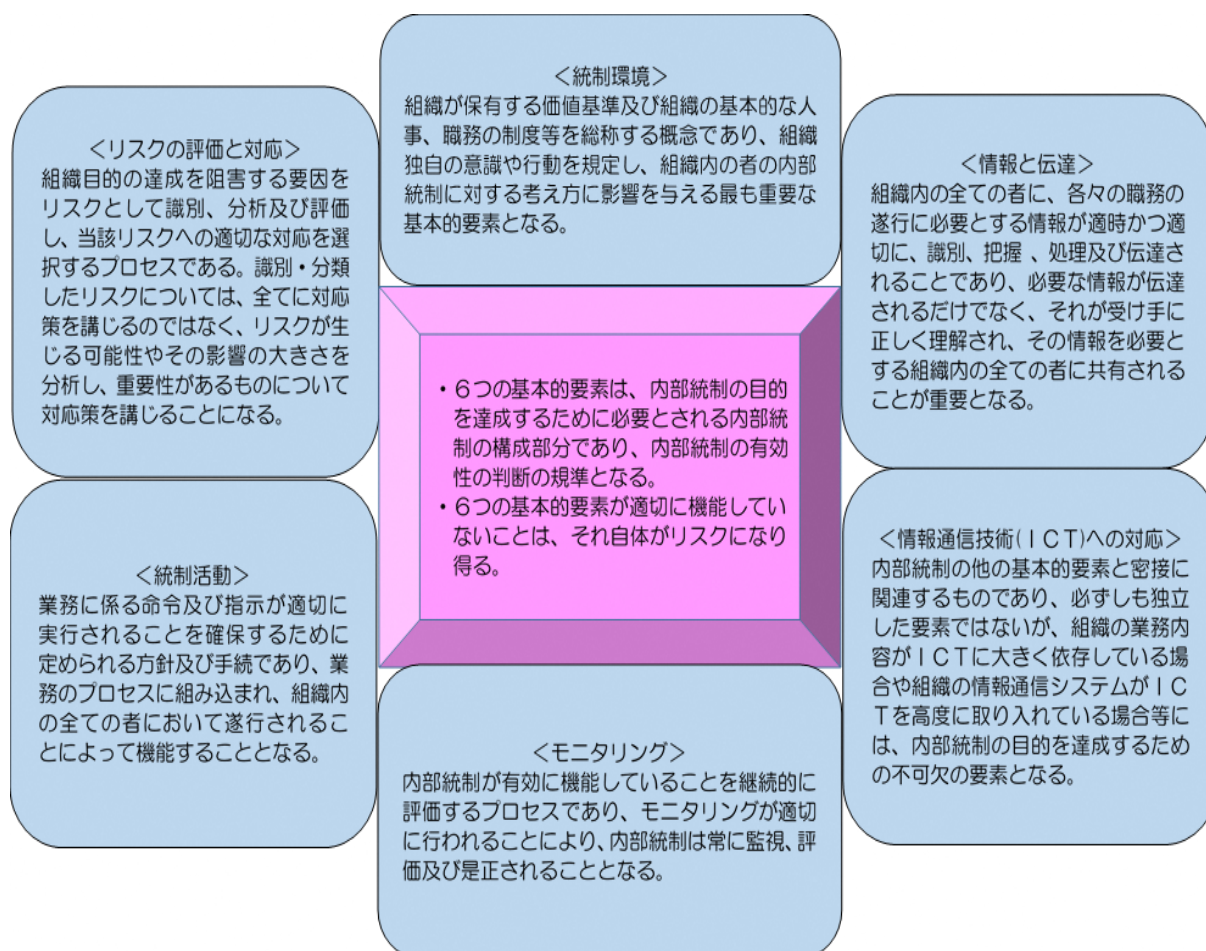 <統制環境>
組織が保有する価値基準及び組織の基本的な人
事、職務の制度等を総称する概念であり、組織
独自の意識や行動を規定し、組織内の者の内部
統制に対する考え方に影響を与える最も重要な
基本的要素となる。
<リスクの評価と対応>
組織目的の達成を阻害する要因を
リスクとして識別、分析及び評価
し、当該リスクへの適切な対応を選
択するプロセスである。識別・分類
したリスクについては、全てに対応
策を講じるのではなく、リスクが生
じる可能性やその影響の大きさを
分析し、重要性があるものについて
対応策を講じることになる。
<情報と伝達>
組織内の全ての者に、各々の職務の
遂行に必要とする情報が適時かつ適
切に、識別、把握 、処理及び伝達さ
れることであり、必要な情報が伝達
されるだけでなく、それが受け手に
正しく理解され、その情報を必要と
する組織内の全ての者に共有される
ことが重要となる。
・６つの基本的要素は、内部統制の目的
を達成するために必要とされる内部統
制の構成部分であり、内部統制の有効
性の判断の規準となる。
・６つの基本的要素が適切に機能してい
ないことは、それ自体がリスクになり
得る。
<統制活動>
業務に係る命令及び指示が適切に
実行されることを確保するために
定められる方針及び手続であり、業
務のプロセスに組み込まれ、組織内
の全ての者において遂行されるこ
とによって機能することとなる。
<情報通信技術(ＩＣＴ)への対応>
内部統制の他の基本的要素と密接に
関連するものであり、必ずしも独立
した要素ではないが、組織の業務内
容がＩＣＴに大きく依存している場
合や組織の情報通信システムがＩＣ
Ｔを高度に取り入れている場合等に
は、内部統制の目的を達成するため
の不可欠の要素となる。
<モニタリング>
内部統制が有効に機能していることを継続的に
評価するプロセスであり、モニタリングが適切
に行われることにより、内部統制は常に監視、評
価及び是正されることとなる。